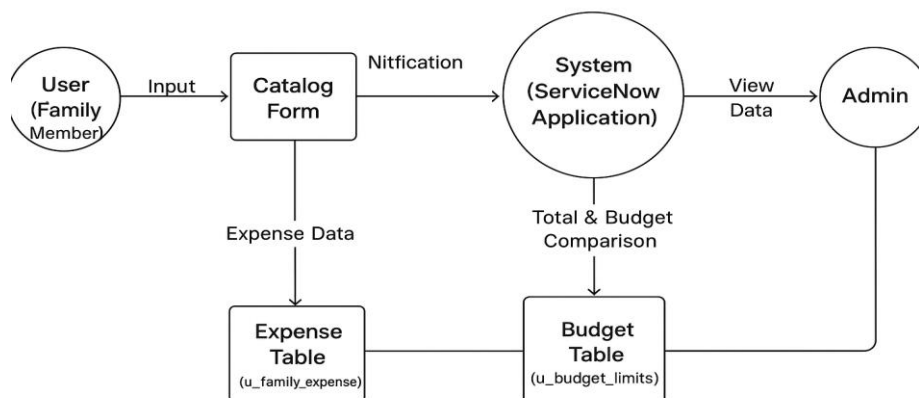 User
(Family
Member)
Input
Catalog
Form
Nitfication
System
(ServiceNow
Application)
View
Data
Admin
Expense Data
Total & Budget
Comparison
Expense
Table
(u_family_expense)
Budget
Table
(u_budget_limits)